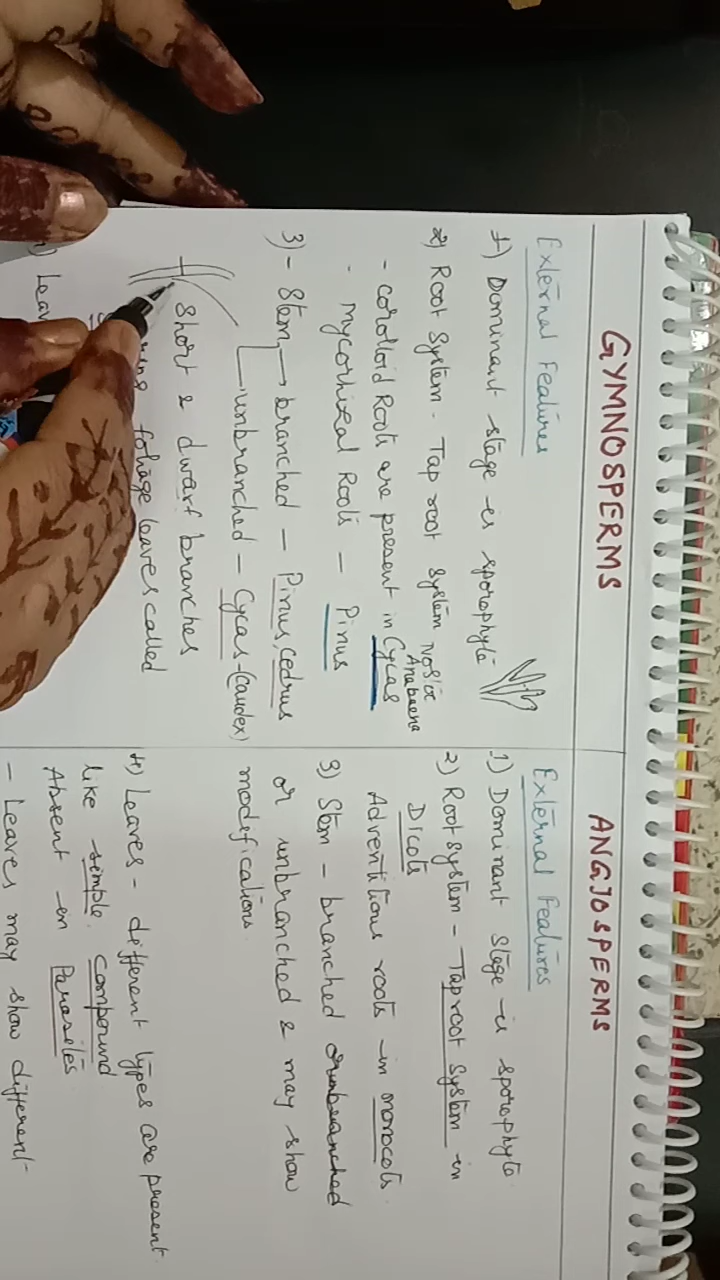 GYMNOSPERMS
External Features
1) Dominant stage is sporophyte
2) Root System - Tap root system
Nostoc
Anabaena
- corolloid Roots are present in Cycas
- Mycorhizal Roots - Pinus
3) - Stem → branched - Pinus, Cedrus
unbranched - Cycas - (caudex)
Short & dwarf branches
foliage leaves called
ANGIOSPERMS
External Features
1) Dominant Stage is sporophyte
2) Root System - Tap root System in
Dicots
Adventitious roots in monocots.
3) Stem - branched
or unbranched & may show
modifications.
4) Leaves - different types are present
like simple compound
Absent in Parasites
- Leaves may show different